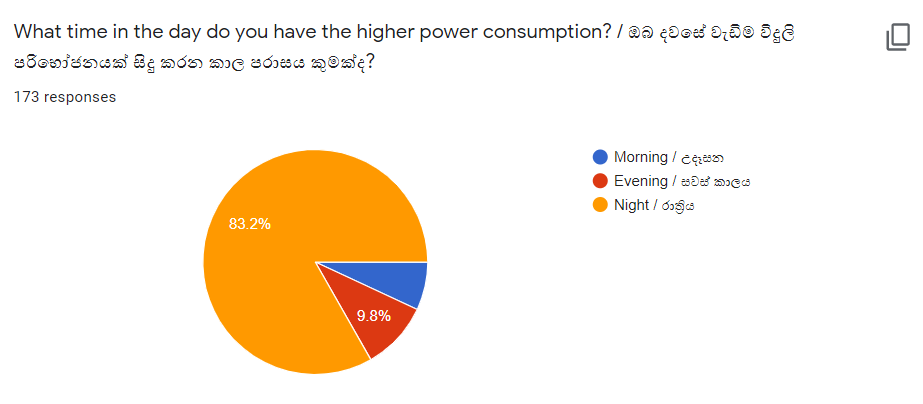 What time in the day do you have the higher power consumption? / ඔබ දවසේ වැඩිම විදුලි
පරිභෝජනයක් සිදු කරන කාල පරාසය කුමක්ද?
173 responses
Morning / උදෑසන
Evening / සවස් කාලය
Night / රාත්‍රිය
83.2%
9.8%